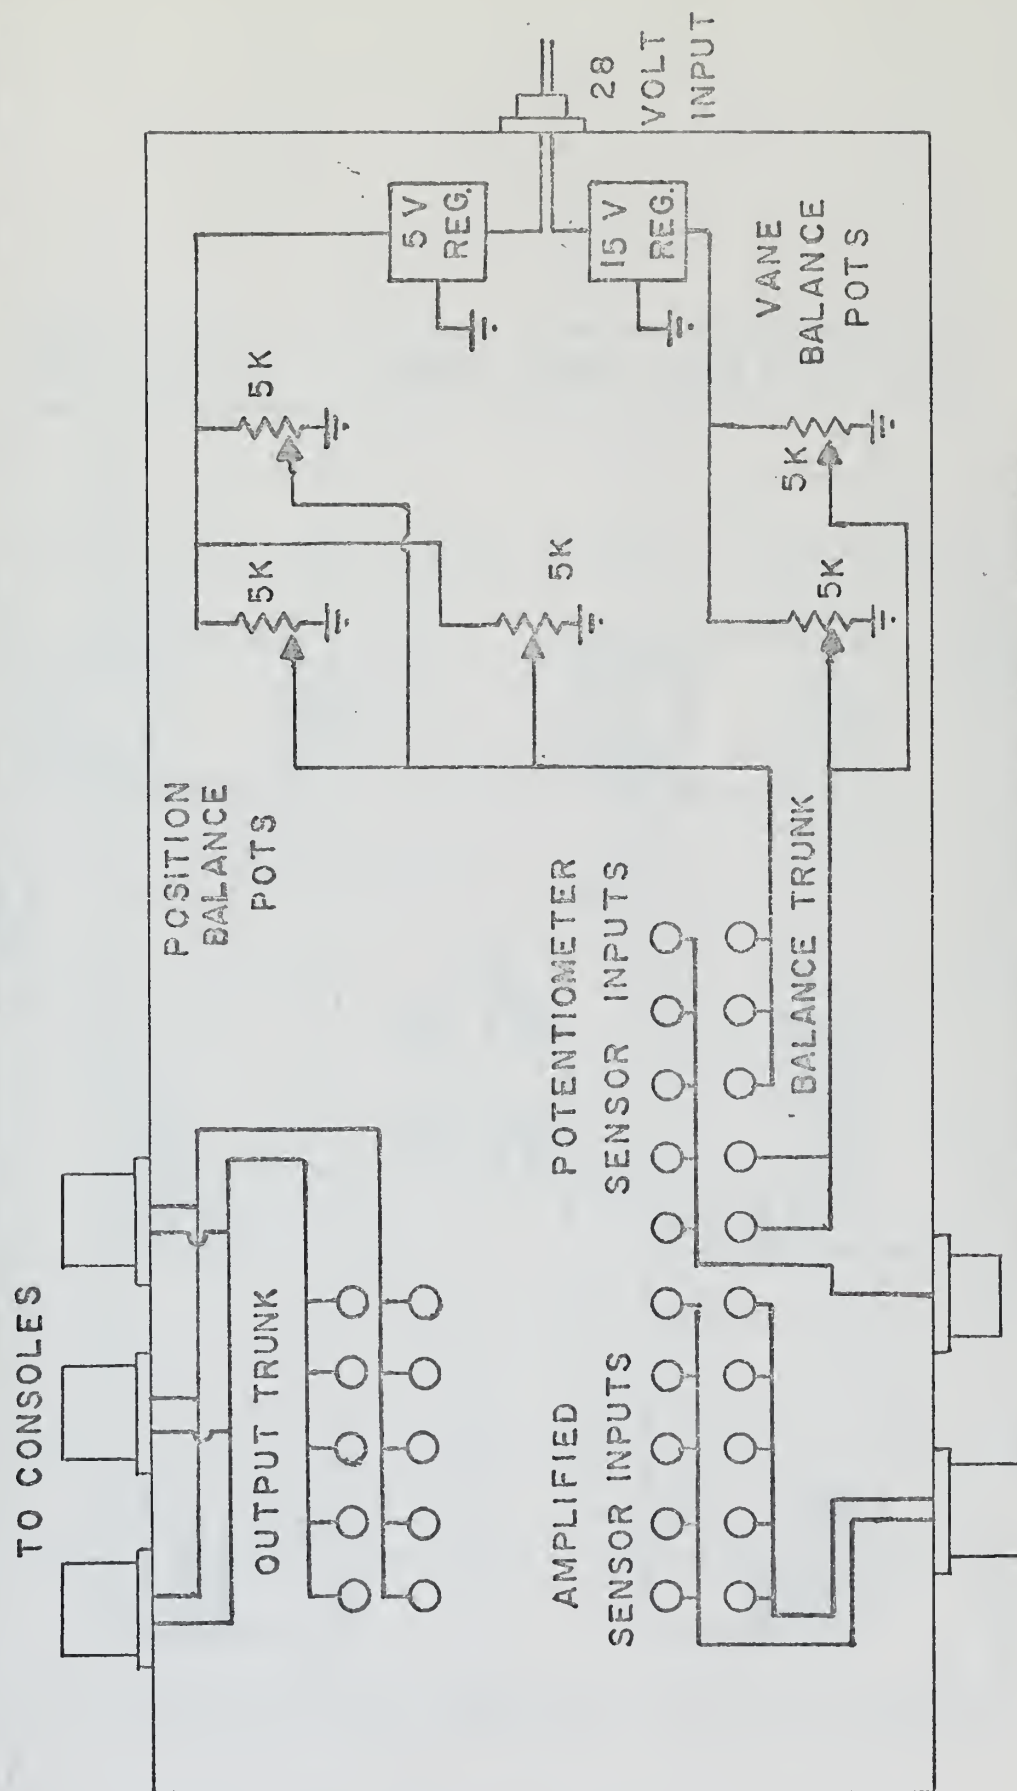 TO CONSOLES
OUTPUT TRUNK
POSITION
BALANCE
POTS
5K
5K
5K
5 V
REG.
15 V
REG.
28
VOLT
INPUT
AMPLIFIED
SENSOR INPUTS
POTENTIOMETER
SENSOR INPUTS
BALANCE TRUNK
5K
5K
VANE
BALANCE
POTS